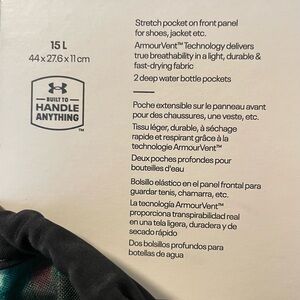 Stretch pocket on front panel
for shoes, jacket etc.
ArmourVent™ Technology delivers
true breathability in a light, durable &
fast-drying fabric
2 deep water bottle pockets
15 L
44 x 27.6 x 11 cm
BUILT TO
HANDLE
ANYTHING
™
Poche extensible sur le panneau avant
pour des chaussures, une veste, etc.
Tissu léger, durable, à séchage
rapide et respirant grâce à la
technologie ArmourVent™
Deux poches profondes pour
bouteilles d'eau
Bolsillo elástico en el panel frontal para
guardar tenis, chamarra, etc.
La tecnología ArmourVent™
proporciona transpirabilidad real
en una tela ligera, duradera y de
secado rápido
Dos bolsillos profundos para
botellas de agua